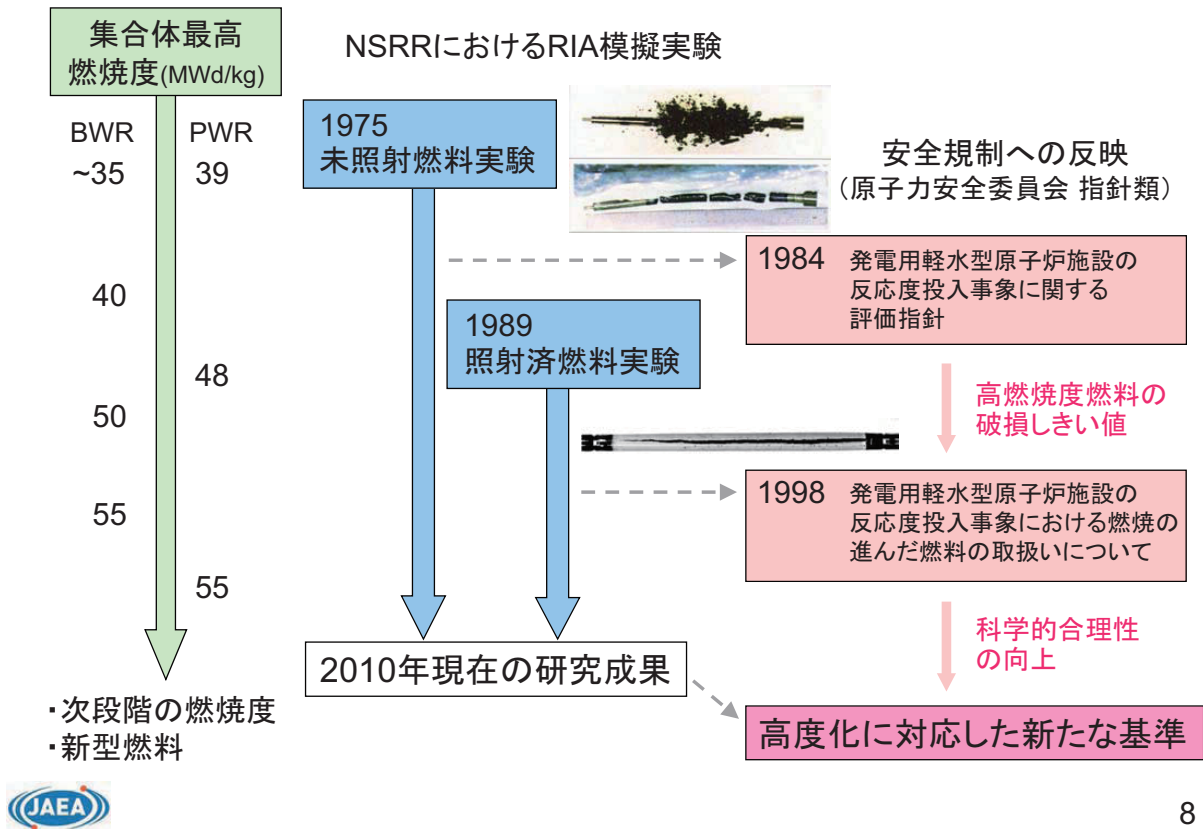 集合体最高
燃焼度(MWd/kg)
BWR
PWR
~35
39
40
48
50
55
55
・次段階の燃焼度
・新型燃料
NSRRにおけるRIA模擬実験
1975
未照射燃料実験
1989
照射済燃料実験
2010年現在の研究成果
安全規制への反映
（原子力安全委員会 指針類）
1984 発電用軽水型原子炉施設の
反応度投入事象に関する
評価指針
高燃焼度燃料の
破損しきい値
1998 発電用軽水型原子炉施設の
反応度投入事象における燃焼の
進んだ燃料の取扱いについて
科学的合理性
の向上
高度化に対応した新たな基準
JAEA
8